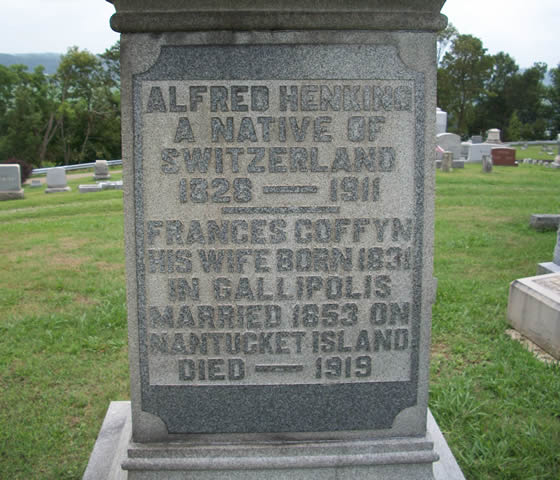 ALFRED HENKING
A NATIVE OF
SWITZERLAND
1828 — 1911
FRANCES COFFYN
HIS WIFE BORN 1831
IN GALLIPOLIS
MARRIED 1853 ON
NANTUCKET ISLAND.
DIED — 1919